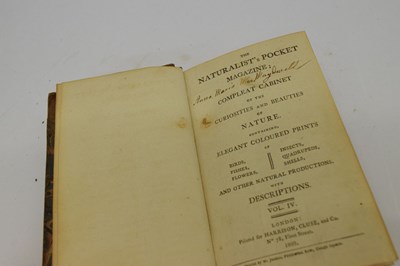 THE
NATURALIST's POCKET
MAGAZINE;
COMPLEAT CABINET
OF THE
CURIOSITIES AND BEAUTIES
OF
NATURE.
CONTAINING,
ELEGANT COLOURED PRINTS
OF
BIRDS, INSECTS,
FISHES, QUADRUPEDS,
FLOWERS, SHELLS,
AND OTHER NATURAL PRODUCTIONS.
WITH
DESCRIPTIONS.
VOL. IV.
LONDON:
Printed for HARRISON, CLUSE, and Co.
Nº 78, Fleet Street.